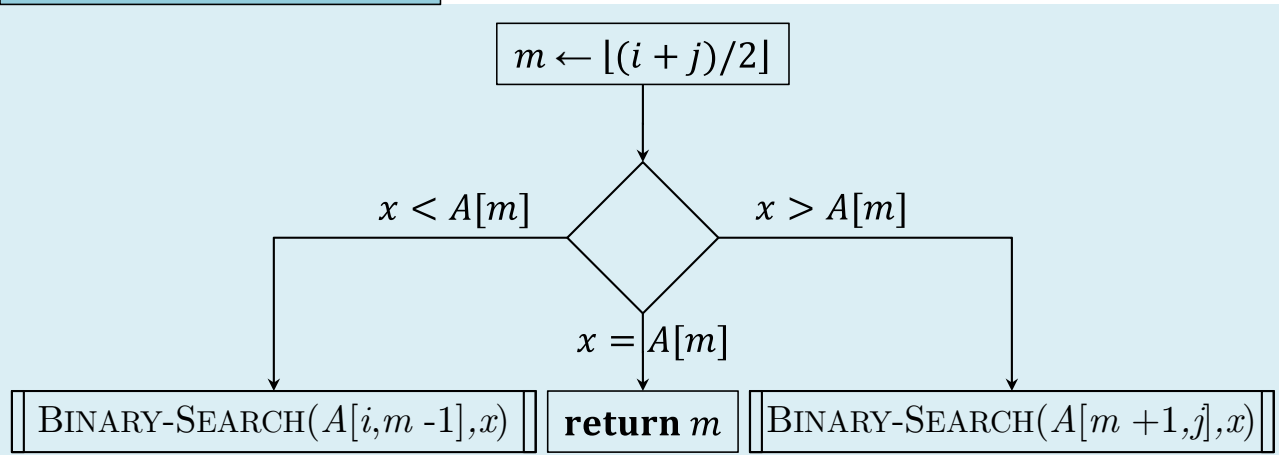 m ← ⌊(i + j)/2⌋
x < A[m]
x > A[m]
x = A[m]
BINARY-SEARCH(A[i,m -1],x)
return m
BINARY-SEARCH(A[m +1,j],x)